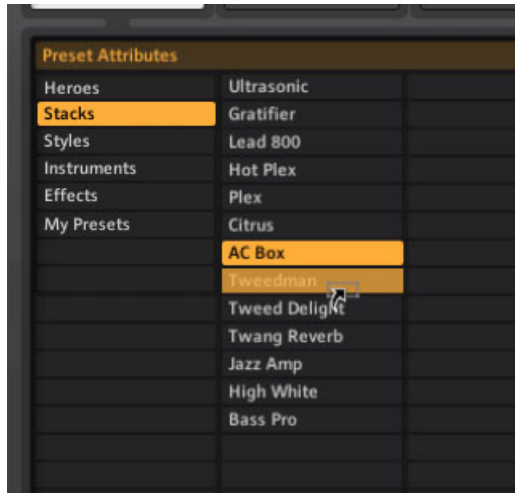 Preset Attributes
Heroes
Stacks
Styles
Instruments
Effects
My Presets
Ultrasonic
Gratifier
Lead 800
Hot Plex
Plex
Citrus
AC Box
Tweedman
Tweed Delight
Twang Reverb
Jazz Amp
High White
Bass Pro